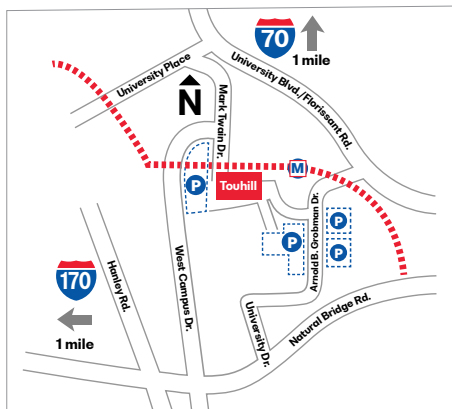 70
1 mile
University Place
University Blvd./Florissant Rd.
N
Mark Twain Dr.
M
P
Touhill
P
P
P
Arnold B. Grobman Dr.
West Campus Dr.
Hanley Rd.
170
1 mile
University Dr.
Natural Bridge Rd.